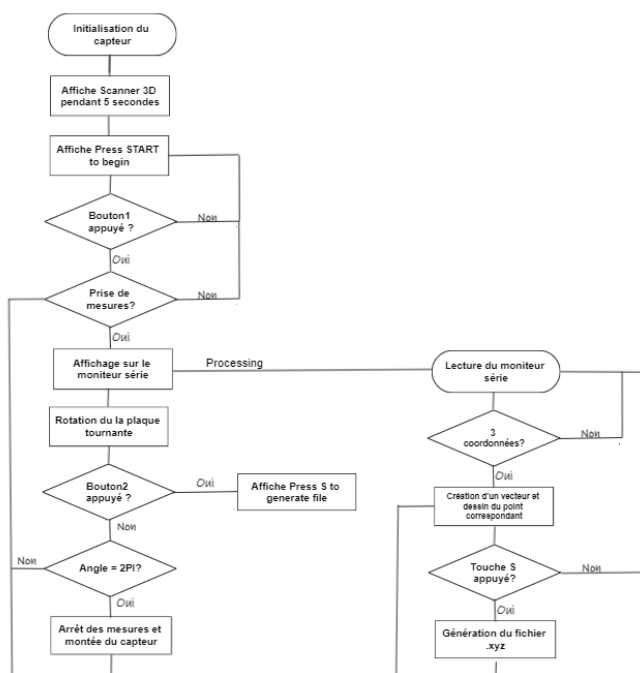 Initialisation du
capteur
Affiche Scanner 3D
pendant 5 secondes
Affiche Press START
to begin
Bouton1
appuyé ?
Non
Oui
Prise de
mesures?
Non
Oui
Affichage sur le
moniteur série
Processing
Rotation du la plaque
tournante
Bouton2
appuyé ?
Oui
Affiche Press S to
generate file
Non
Angle = 2PI?
Non
Oui
Arrêt des mesures et
montée du capteur
Lecture du moniteur
série
3
coordonnées?
Non
Oui
Création d'un vecteur et
dessin du point
correspondant
Touche S
appuyé?
Non
Oui
Génération du fichier
.xyz